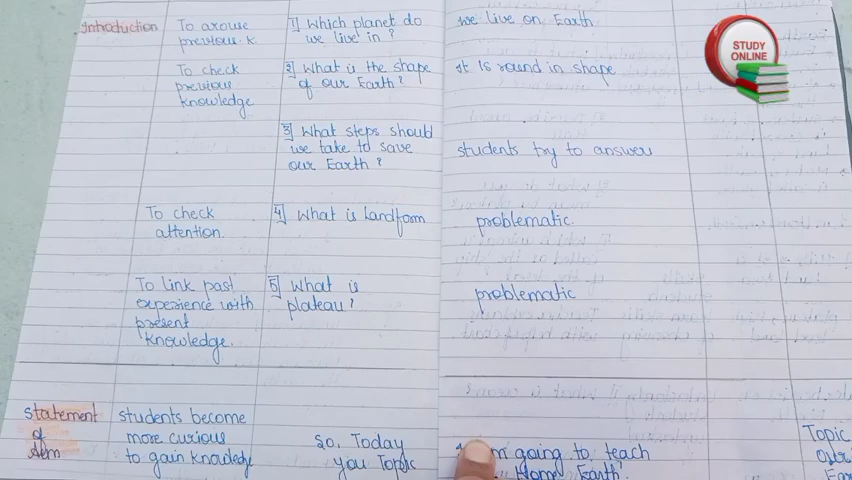 Introduction
To arouse
previous K.
1) Which planet do
we live in?
we live on Earth
To check
previous
knowledge
2) What is the shape
of our Earth?
It is round in shape
3) What steps should
we take to save
our Earth?
students try to answer
To check
attention.
4) What is landform
problematic.
To link past
experience with
present
knowledge.
5) What is
plateau?
problematic
Statement
of
Aim
students become
more curious
to gain knowledge
So, Today
you Topic
going to teach
Home Earth'
Topic
STUDY
ONLINE